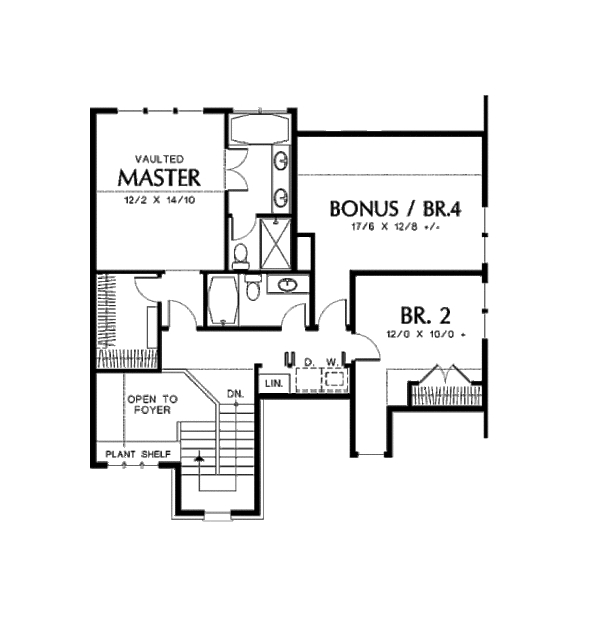 VAULTED
MASTER
12/2 X 14/10
BONUS / BR.4
17/6 X 12/8 +/-
BR. 2
12/0 X 10/0 +
D. W.
LIN.
DN.
OPEN TO
FOYER
PLANT SHELF